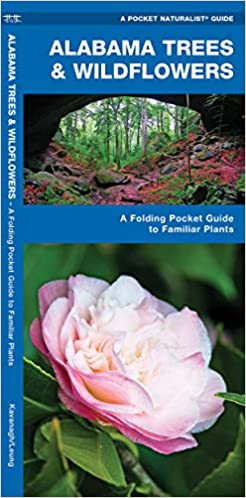 A POCKET NATURALIST® GUIDE
ALABAMA TREES
& WILDFLOWERS
A Folding Pocket Guide
to Familiar Plants
ALABAMA TREES & WILDFLOWERS - A Folding Pocket Guide to Familiar Plants
Kavanagh/Leung